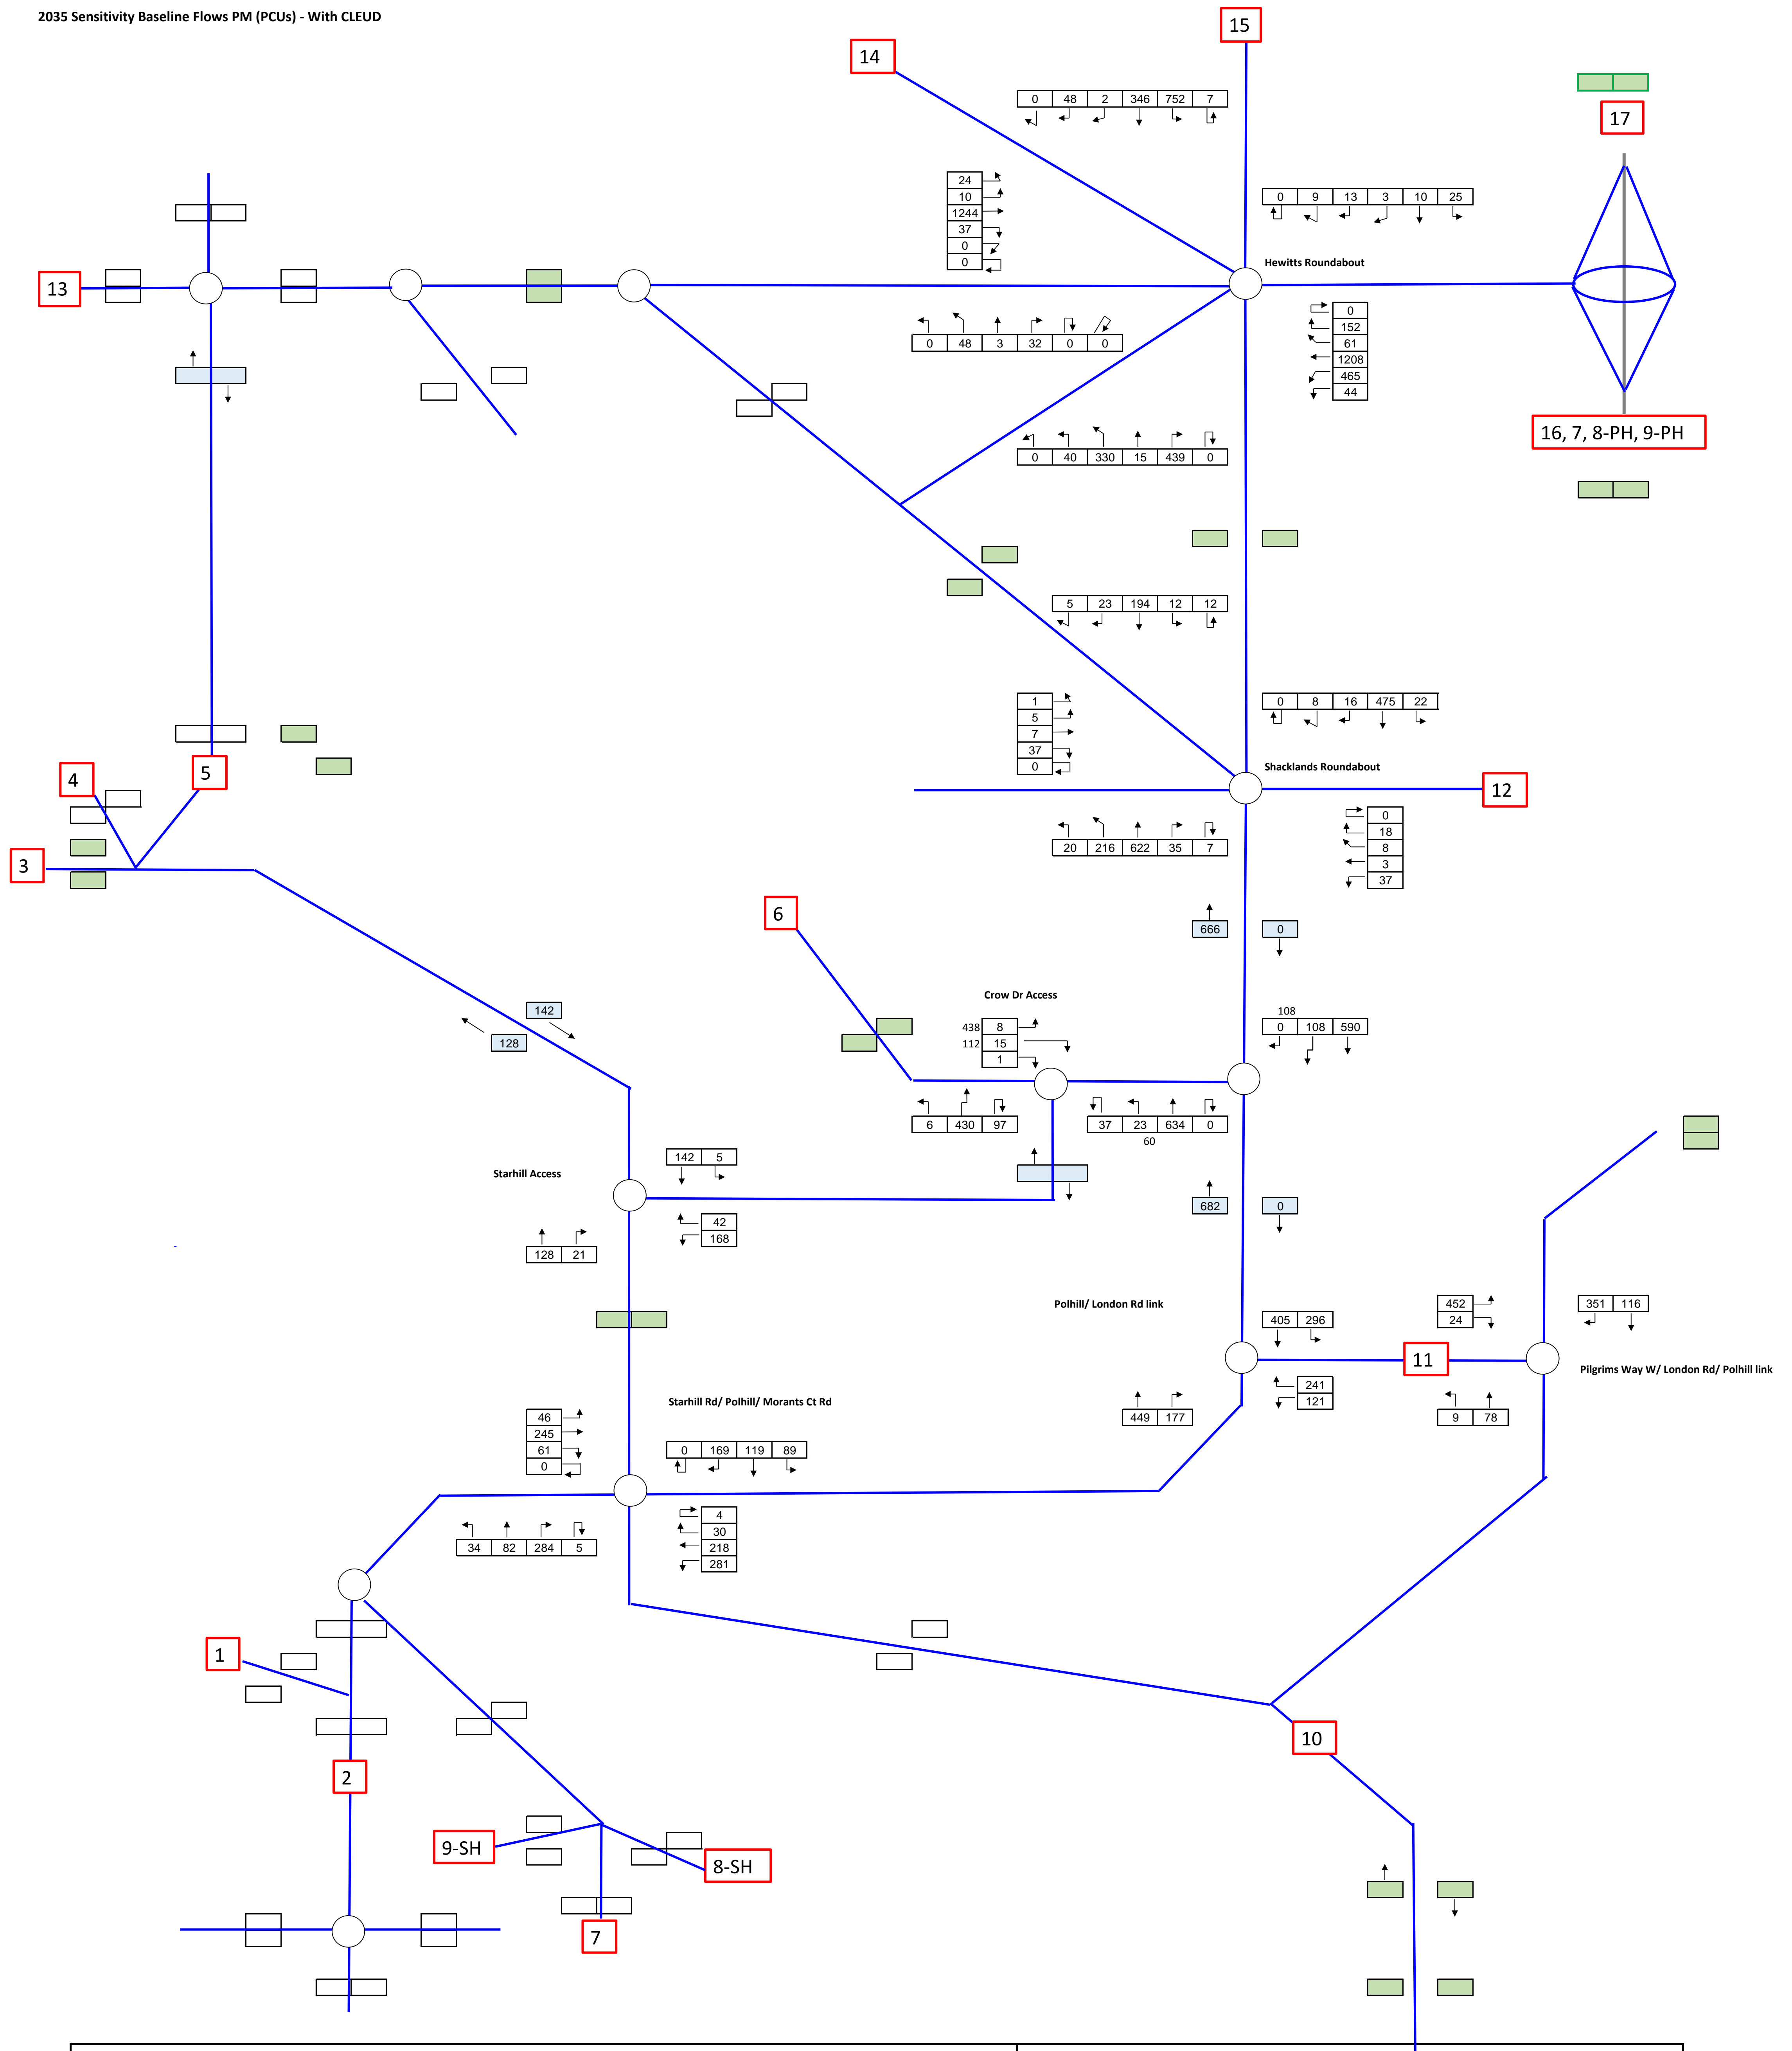 2035 Sensitivity Baseline Flows PM (PCUs) - With CLEUD
15
14
0 48 2 346 752 7
17
24
10
1244
37
0
0
0 9 13 3 10 25
Hewitts Roundabout
13
0
152
61
1208
465
44
0 48 3 32 0 0
16, 7, 8-PH, 9-PH
0 40 330 15 439 0
5 23 194 12 12
1
5
7
37
0
0 8 16 475 22
Shacklands Roundabout
4
5
12
3
20 216 622 35 7
0
18
8
3
37
6
666 0
Crow Dr Access
142
128
438 8
112 15
1
108
0 108 590
6 430 97
37 23 634 0
60
Starhill Access
142 5
42
168
128 21
682 0
Polhill/ London Rd link
405 296
452
24
351 116
11
Pilgrims Way W/ London Rd/ Polhill link
241
121
449 177
9 78
Starhill Rd/ Polhill/ Morants Ct Rd
46
245
61
0
0 169 119 89
4
30
218
281
34 82 284 5
1
10
2
9-SH
8-SH
7